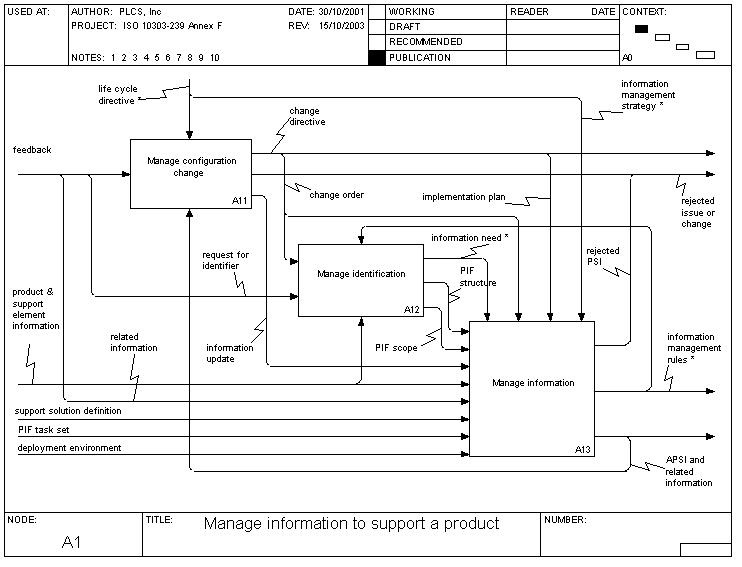 USED AT:
AUTHOR: PLCS, Inc
DATE: 30/10/2001
PROJECT: ISO 10303-239 Annex F
REV: 15/10/2003
NOTES: 1 2 3 4 5 6 7 8 9 10
WORKING
DRAFT
RECOMMENDED
PUBLICATION
READER
DATE
CONTEXT:
A0
life cycle
directive *
change
directive
information
management
strategy *
feedback
Manage configuration
change
A11
change order
implementation plan
rejected
issue or
change
request for
identifier
Manage identification
A12
information need *
PIF
structure
rejected
PSI
product &
support
element
information
related
information
information
update
PIF scope
Manage information
A13
information
management
rules *
support solution definition
PIF task set
deployment environment
APSI and
related
information
NODE:
A1
TITLE:
Manage information to support a product
NUMBER: